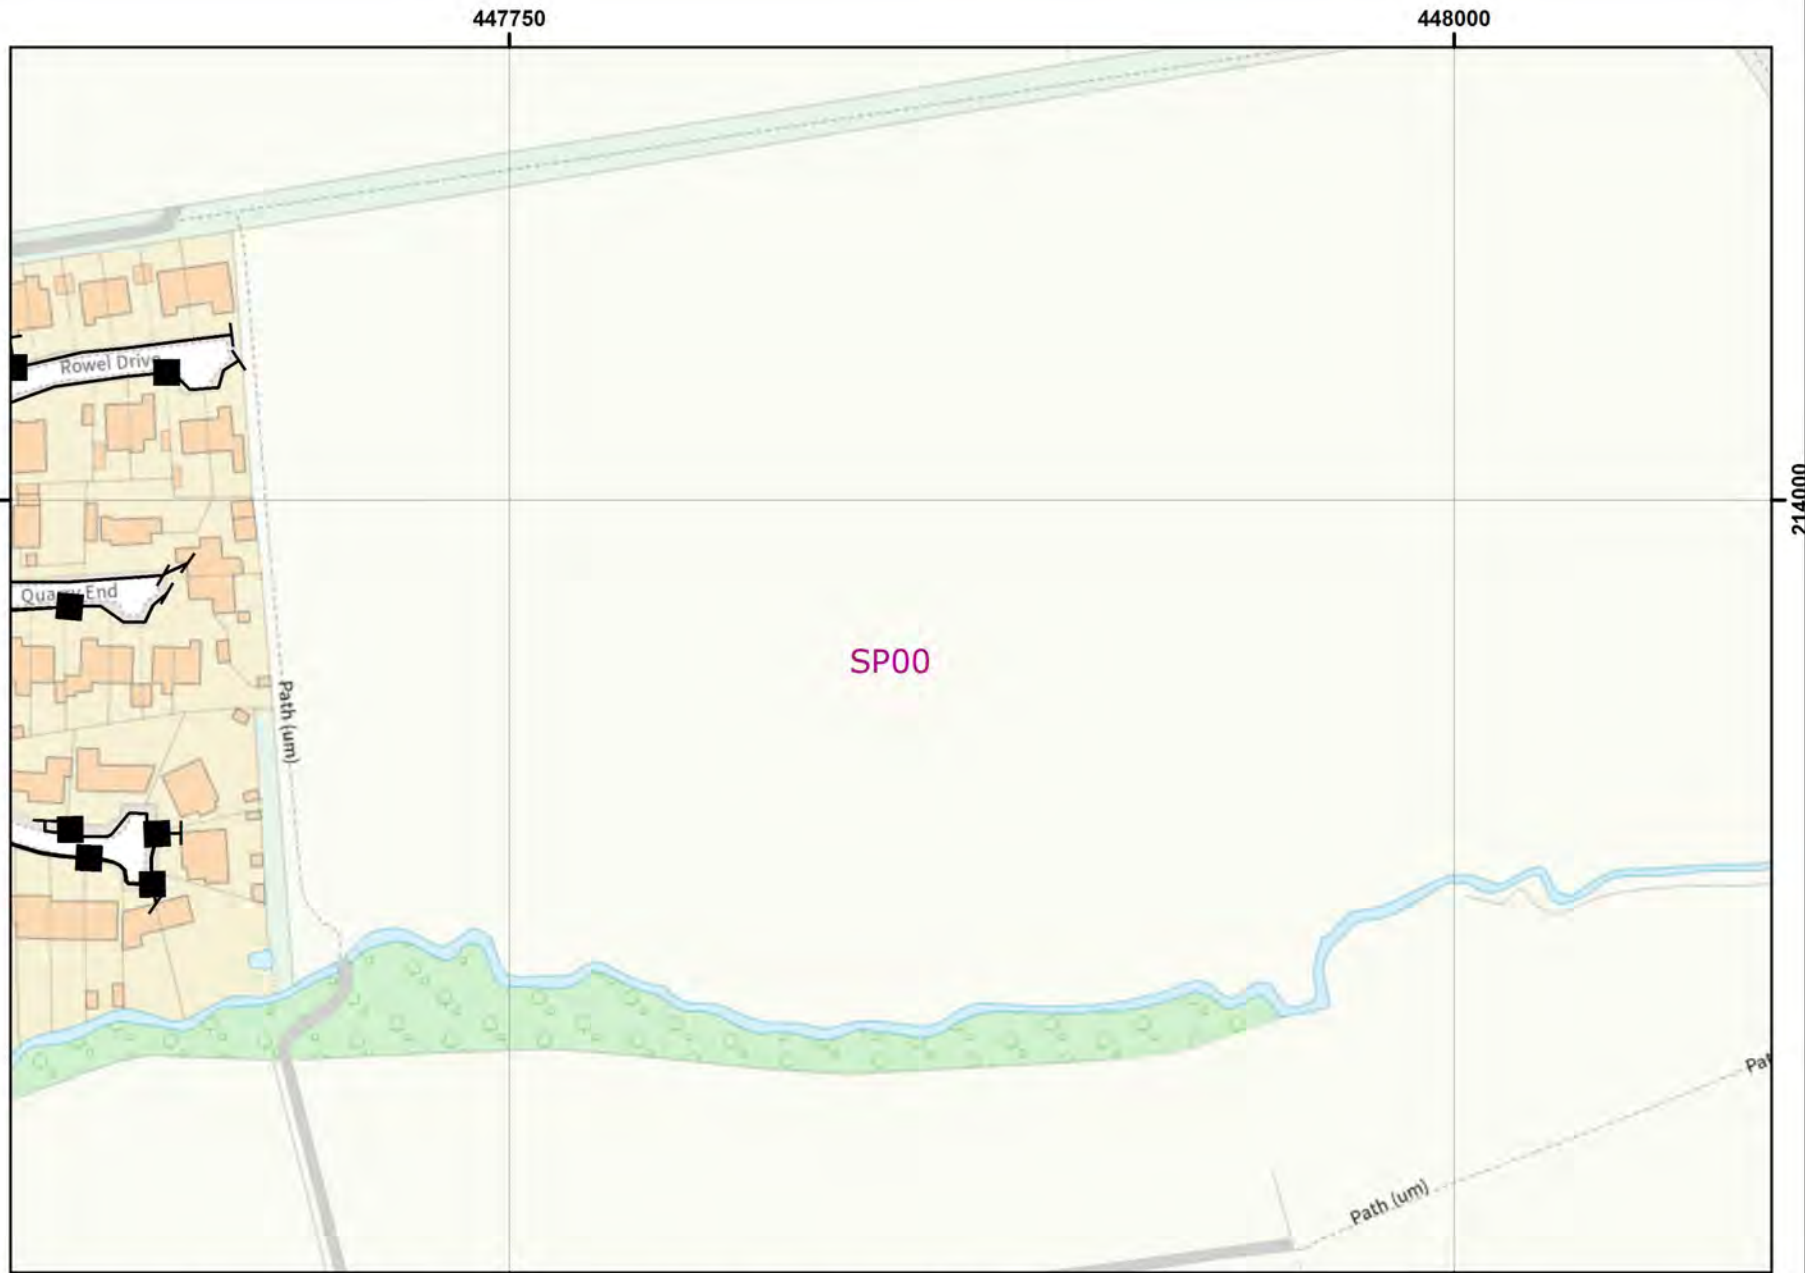 447750
448000
Rowel Drive
214000
Quarry End
SP00
Path (um)
Path (um)